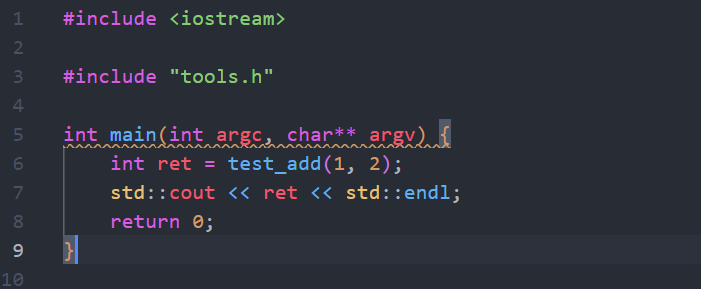 1 #include <iostream>
2
3 #include "tools.h"
4
5 int main(int argc, char** argv) {
6     int ret = test_add(1, 2);
7     std::cout << ret << std::endl;
8     return 0;
9 }
10